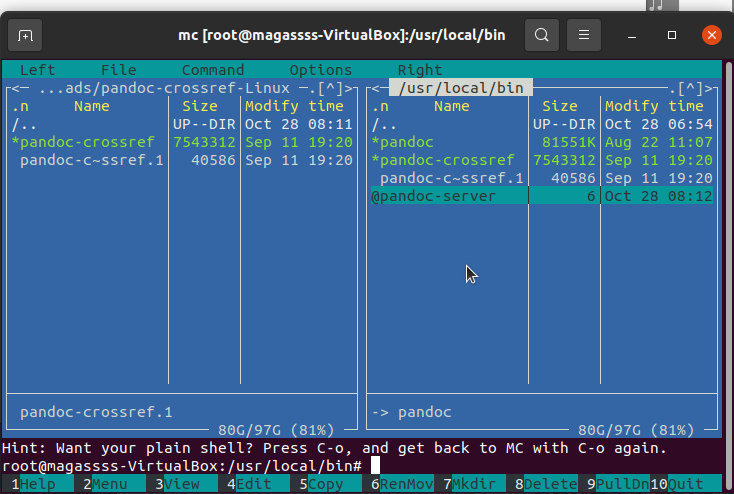 mc [root@magassss-VirtualBox]:/usr/local/bin
Left File Command Options Right
<─ ...ads/pandoc-crossref-Linux ─.[^]> <─ /usr/local/bin ─.[^]>
.n Name Size Modify time .n Name Size Modify time
/.. UP--DIR Oct 28 08:11 /.. UP--DIR Oct 28 06:54
*pandoc-crossref 7543312 Sep 11 19:20 *pandoc 81551K Aug 22 11:07
pandoc-c~ssref.1 40586 Sep 11 19:20 *pandoc-crossref 7543312 Sep 11 19:20
pandoc-c~ssref.1 40586 Sep 11 19:20
@pandoc-server 6 Oct 28 08:12
pandoc-crossref.1 -> pandoc
80G/97G (81%) 80G/97G (81%)
Hint: Want your plain shell? Press C-o, and get back to MC with C-o again.
root@magassss-VirtualBox:/usr/local/bin#
1Help 2Menu 3View 4Edit 5Copy 6RenMov 7Mkdir 8Delete 9PullDn 10Quit